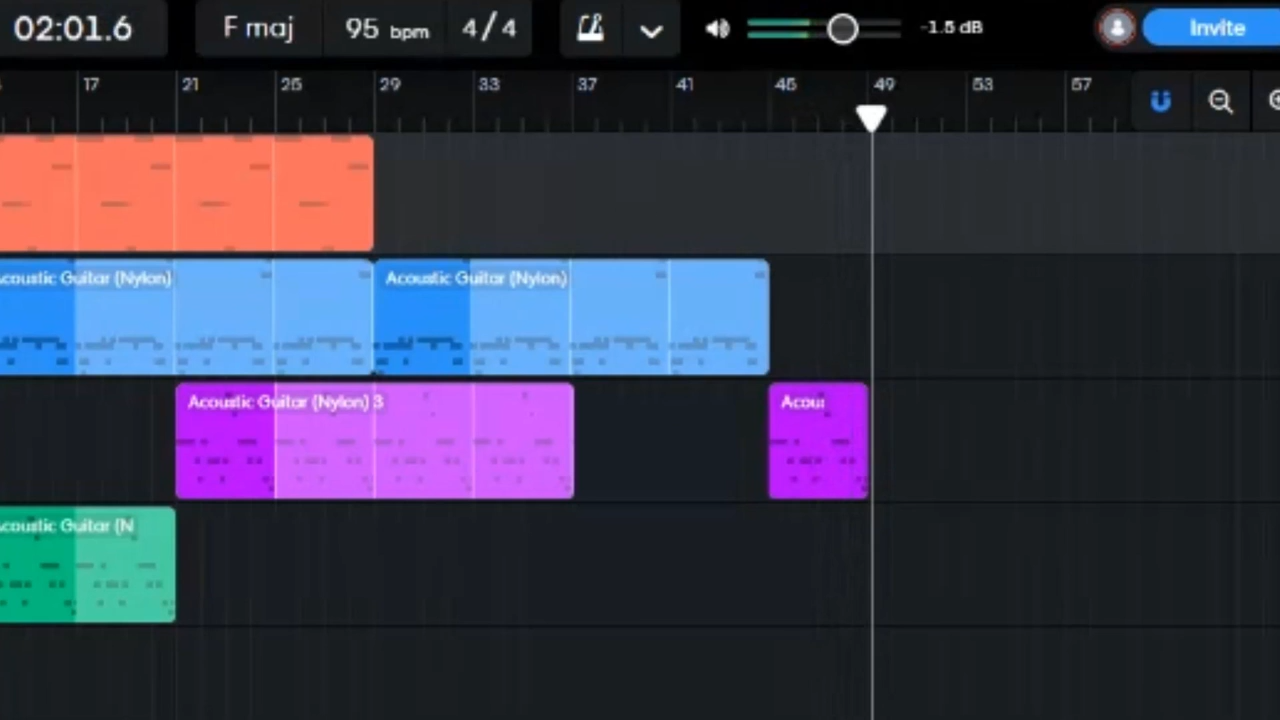 02:01.6 F maj 95 bpm 4/4 -1.5 dB Invite
17 21 25 29 33 37 41 45 49 53 57
Acoustic Guitar (Nylon) Acoustic Guitar (Nylon)
Acoustic Guitar (Nylon) 3 Acou
coustic Guitar (N